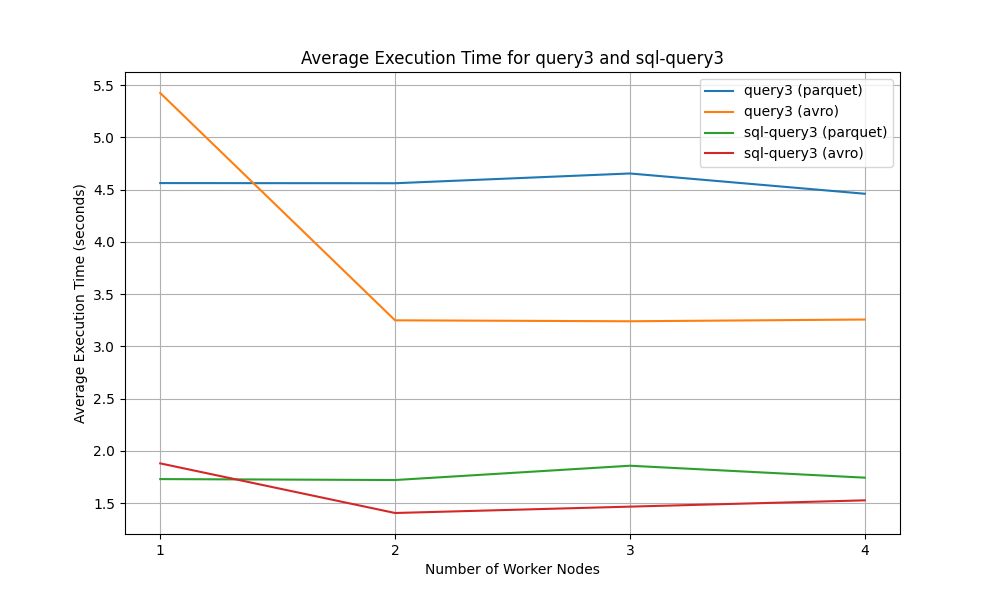 Average Execution Time for query3 and sql-query3
query3 (parquet)
query3 (avro)
sql-query3 (parquet)
sql-query3 (avro)
Average Execution Time (seconds)
5.5
5.0
4.5
4.0
3.5
3.0
2.5
2.0
1.5
1 2 3 4
Number of Worker Nodes